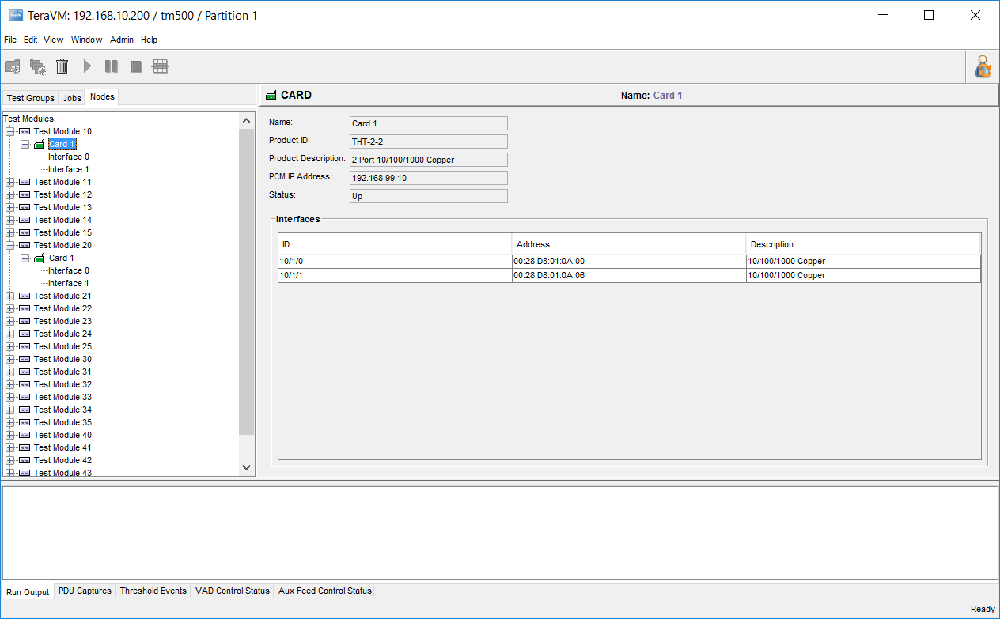 TeraVM: 192.168.10.200 / tm500 / Partition 1
File Edit View Window Admin Help
Test Groups Jobs Nodes
Test Modules
Test Module 10
Card 1
Interface 0
Interface 1
Test Module 11
Test Module 12
Test Module 13
Test Module 14
Test Module 15
Test Module 20
Card 1
Interface 0
Interface 1
Test Module 21
Test Module 22
Test Module 23
Test Module 24
Test Module 25
Test Module 30
Test Module 31
Test Module 32
Test Module 33
Test Module 34
Test Module 35
Test Module 40
Test Module 41
Test Module 42
Test Module 43
CARD Name: Card 1
Name: Card 1
Product ID: THT-2-2
Product Description: 2 Port 10/100/1000 Copper
PCM IP Address: 192.168.99.10
Status: Up
Interfaces
ID Address Description
10/1/0 00:28:D8:01:0A:00 10/100/1000 Copper
10/1/1 00:28:D8:01:0A:06 10/100/1000 Copper
Run Output PDU Captures Threshold Events VAD Control Status Aux Feed Control Status
Ready